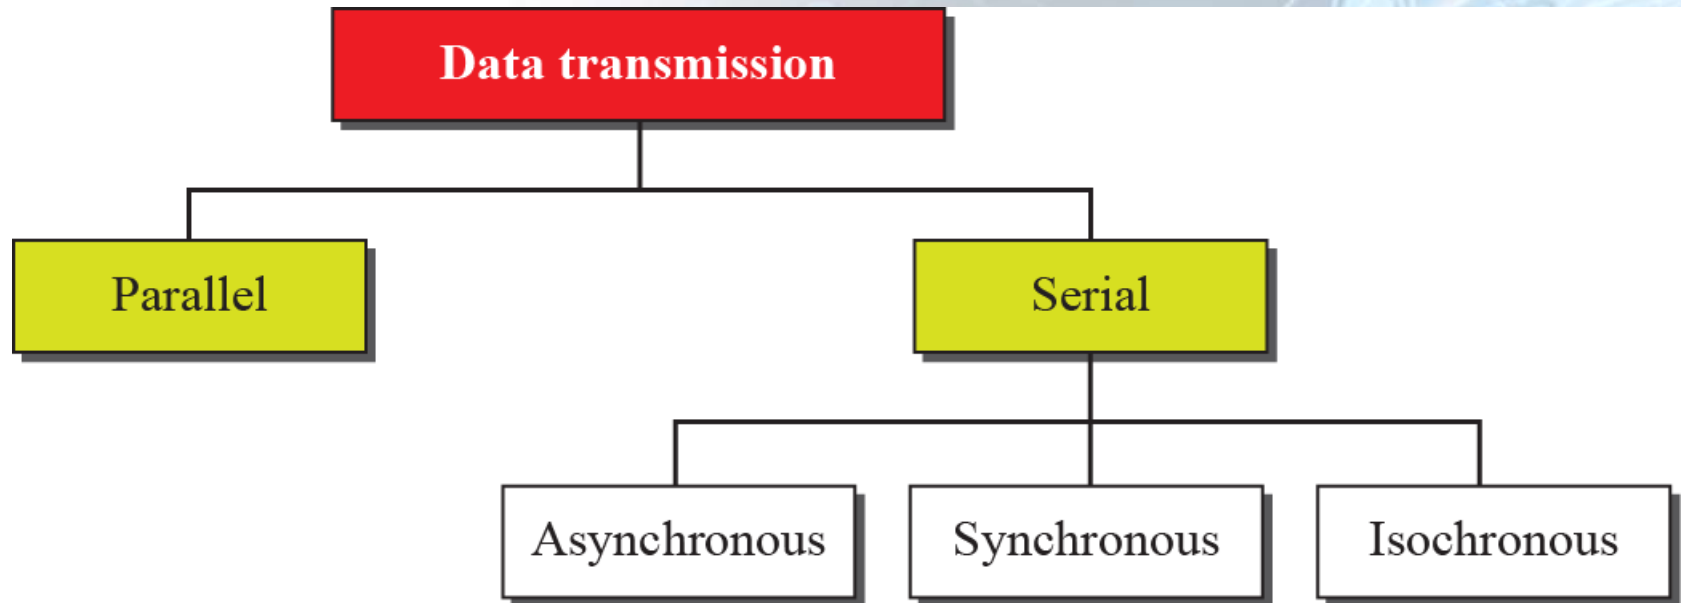 Data transmission
Parallel
Serial
Asynchronous
Synchronous
Isochronous